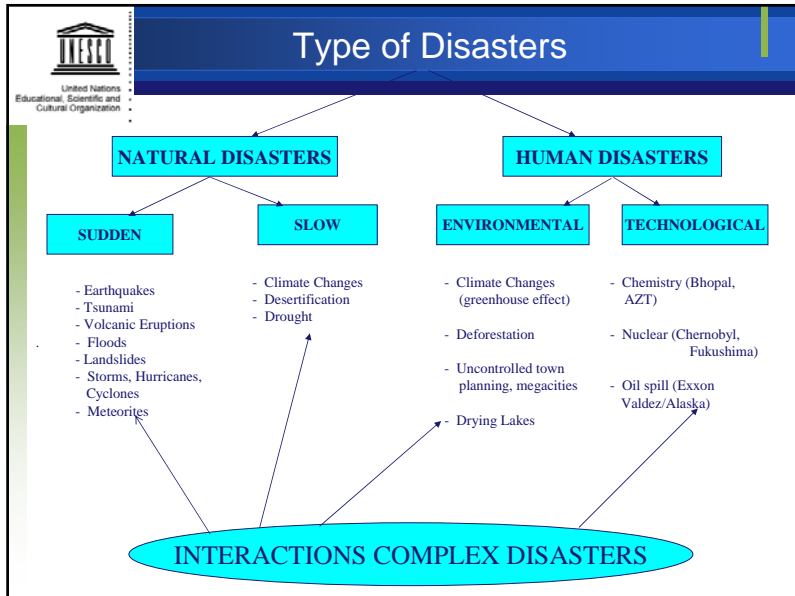 Type of Disasters
UNESCO
United Nations
Educational, Scientific and
Cultural Organization
NATURAL DISASTERS
HUMAN DISASTERS
SUDDEN
SLOW
ENVIRONMENTAL
TECHNOLOGICAL
- Earthquakes
- Tsunami
- Volcanic Eruptions
- Floods
- Landslides
- Storms, Hurricanes,
Cyclones
- Meteorites
- Climate Changes
- Desertification
- Drought
- Climate Changes
(greenhouse effect)
- Deforestation
- Uncontrolled town
planning, megacities
- Drying Lakes
- Chemistry (Bhopal,
AZT)
- Nuclear (Chernobyl,
Fukushima)
- Oil spill (Exxon
Valdez/Alaska)
INTERACTIONS COMPLEX DISASTERS